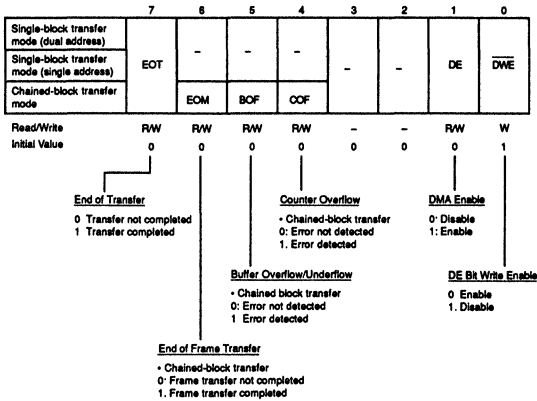 7 6 5 4 3 2 1 0
Single-block transfer
mode (dual address)
Single-block transfer
mode (single address)
Chained-block transfer
mode
EOT
– – –
EOM BOF COF
– –
DE
DWE
Read/Write R/W R/W R/W R/W – – R/W W
Initial Value 0 0 0 0 0 0 0 1
End of Transfer
0 Transfer not completed
1 Transfer completed
Counter Overflow
• Chained-block transfer
0: Error not detected
1. Error detected
DMA Enable
0· Disable
1: Enable
Buffer Overflow/Underflow
• Chained block transfer
0: Error not detected
1 Error detected
DE Bit Write Enable
0 Enable
1. Disable
End of Frame Transfer
• Chained-block transfer
0· Frame transfer not completed
1. Frame transfer completed